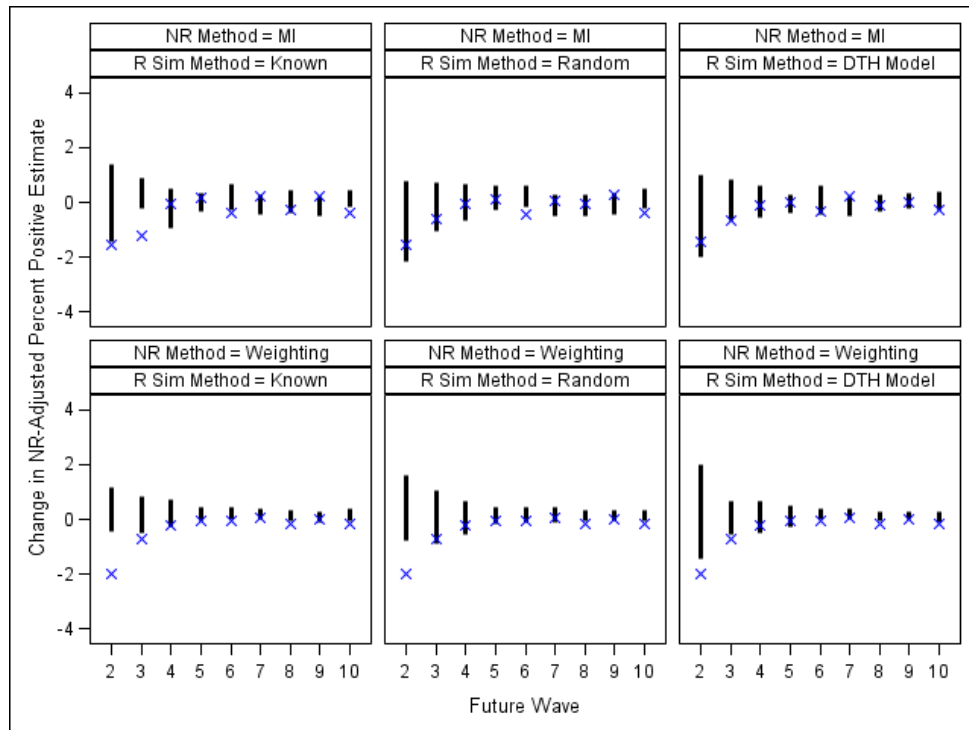 NR Method = MI
R Sim Method = Known
NR Method = MI
R Sim Method = Random
NR Method = MI
R Sim Method = DTH Model
4
2
0
-2
-4
NR Method = Weighting
R Sim Method = Known
NR Method = Weighting
R Sim Method = Random
NR Method = Weighting
R Sim Method = DTH Model
4
2
0
-2
-4
Change in NR-Adjusted Percent Positive Estimate
2 3 4 5 6 7 8 9 10
2 3 4 5 6 7 8 9 10
2 3 4 5 6 7 8 9 10
Future Wave